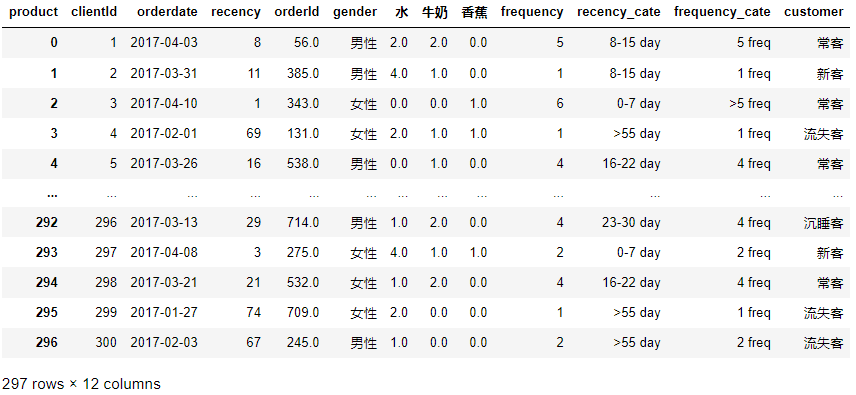 product clientId orderdate recency orderId gender 水 牛奶 香蕉 frequency recency_cate frequency_cate customer
0 1 2017-04-03 8 56.0 男性 2.0 2.0 0.0 5 8-15 day 5 freq 常客
1 2 2017-03-31 11 385.0 男性 4.0 1.0 0.0 1 8-15 day 1 freq 新客
2 3 2017-04-10 1 343.0 女性 0.0 0.0 1.0 6 0-7 day >5 freq 常客
3 4 2017-02-01 69 131.0 女性 2.0 1.0 1.0 1 >55 day 1 freq 流失客
4 5 2017-03-26 16 538.0 男性 0.0 1.0 0.0 4 16-22 day 4 freq 常客
... ... ... ... ... ... ... ... ... ... ... ... ...
292 296 2017-03-13 29 714.0 男性 1.0 2.0 0.0 4 23-30 day 4 freq 沉睡客
293 297 2017-04-08 3 275.0 女性 4.0 1.0 1.0 2 0-7 day 2 freq 新客
294 298 2017-03-21 21 532.0 女性 1.0 2.0 0.0 4 16-22 day 4 freq 常客
295 299 2017-01-27 74 709.0 女性 2.0 0.0 0.0 1 >55 day 1 freq 流失客
296 300 2017-02-03 67 245.0 男性 1.0 0.0 0.0 2 >55 day 2 freq 流失客
297 rows × 12 columns